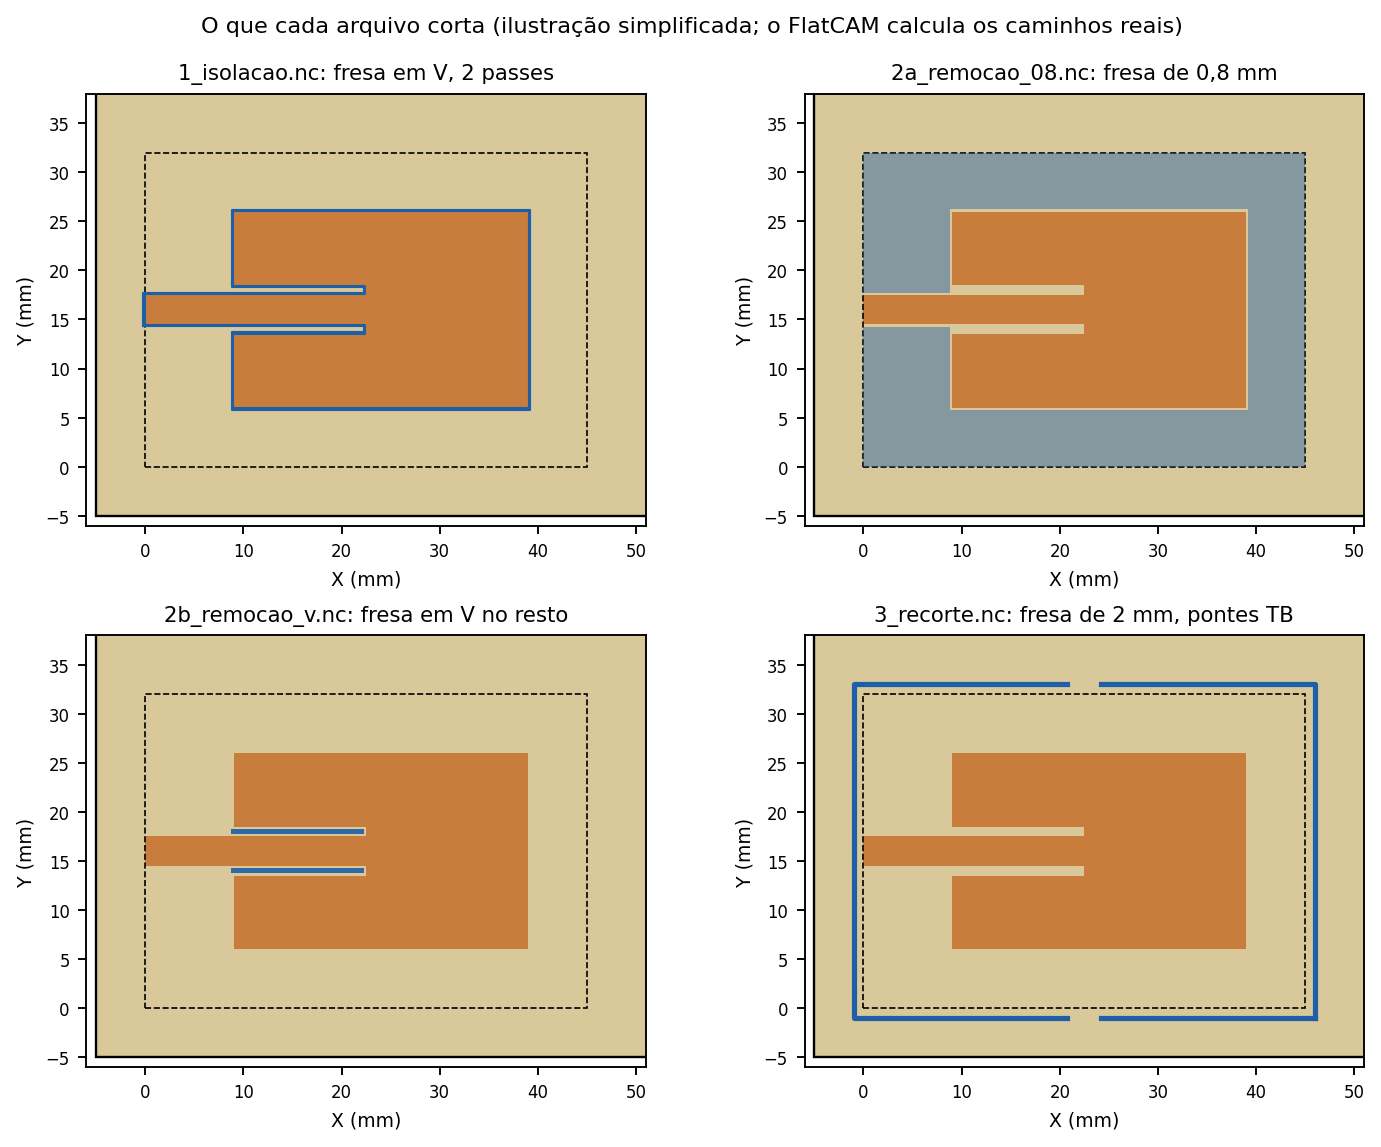 O que cada arquivo corta (ilustração simplificada; o FlatCAM calcula os caminhos reais)
1_isolacao.nc: fresa em V, 2 passes
35
30
25
20
15
10
5
0
−5
Y (mm)
0 10 20 30 40 50
X (mm)
2a_remocao_08.nc: fresa de 0,8 mm
35
30
25
20
15
10
5
0
−5
Y (mm)
0 10 20 30 40 50
X (mm)
2b_remocao_v.nc: fresa em V no resto
35
30
25
20
15
10
5
0
−5
Y (mm)
0 10 20 30 40 50
X (mm)
3_recorte.nc: fresa de 2 mm, pontes TB
35
30
25
20
15
10
5
0
−5
Y (mm)
0 10 20 30 40 50
X (mm)